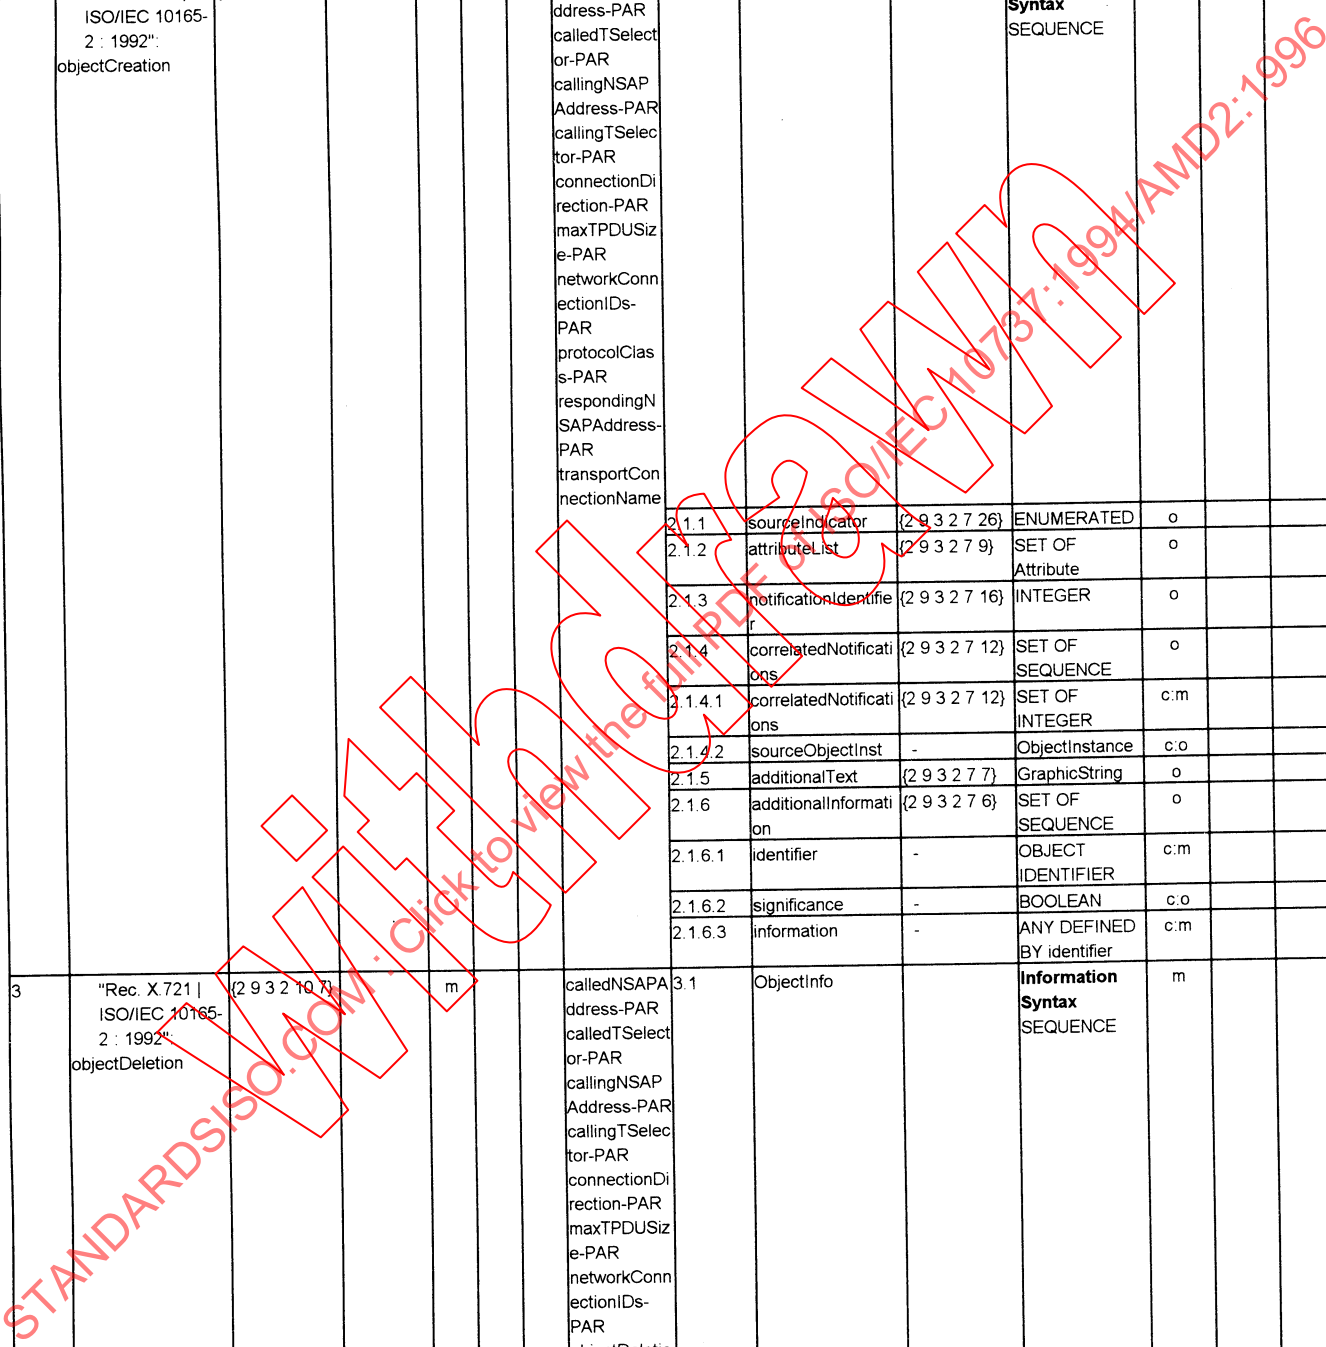 ISO/IEC 10165-
2 : 1992":
objectCreation
ddress-PAR
calledTSelect
or-PAR
callingNSAP
Address-PAR
callingTSelec
tor-PAR
connectionDi
rection-PAR
maxTPDUSiz
e-PAR
networkConn
ectionIDs-
PAR
protocolClas
s-PAR
respondingN
SAPAddress-
PAR
transportCon
nectionName
Syntax
SEQUENCE
2.1.1 sourceIndicator {2 9 3 2 7 26} ENUMERATED o
2.1.2 attributeList {2 9 3 2 7 9} SET OF o
Attribute
2.1.3 notificationIdentifie {2 9 3 2 7 16} INTEGER o
r
2.1.4 correlatedNotificati {2 9 3 2 7 12} SET OF o
ons SEQUENCE
2.1.4.1 correlatedNotificati {2 9 3 2 7 12} SET OF c:m
ons INTEGER
2.1.4.2 sourceObjectInst - ObjectInstance c:o
2.1.5 additionalText {2 9 3 2 7 7} GraphicString o
2.1.6 additionalInformati {2 9 3 2 7 6} SET OF o
on SEQUENCE
2.1.6.1 identifier - OBJECT c:m
IDENTIFIER
2.1.6.2 significance - BOOLEAN c:o
2.1.6.3 information - ANY DEFINED c:m
BY identifier
3 "Rec. X.721 | {2 9 3 2 10 7} m
ISO/IEC 10165-
2 : 1992":
objectDeletion
calledNSAPA
ddress-PAR
calledTSelect
or-PAR
callingNSAP
Address-PAR
callingTSelec
tor-PAR
connectionDi
rection-PAR
maxTPDUSiz
e-PAR
networkConn
ectionIDs-
PAR
3.1 ObjectInfo Information m
Syntax
SEQUENCE
withdrawn
STANDARDSISO.COM : Click to view the full PDF of ISO/IEC 10737:1994/AMD2:1996